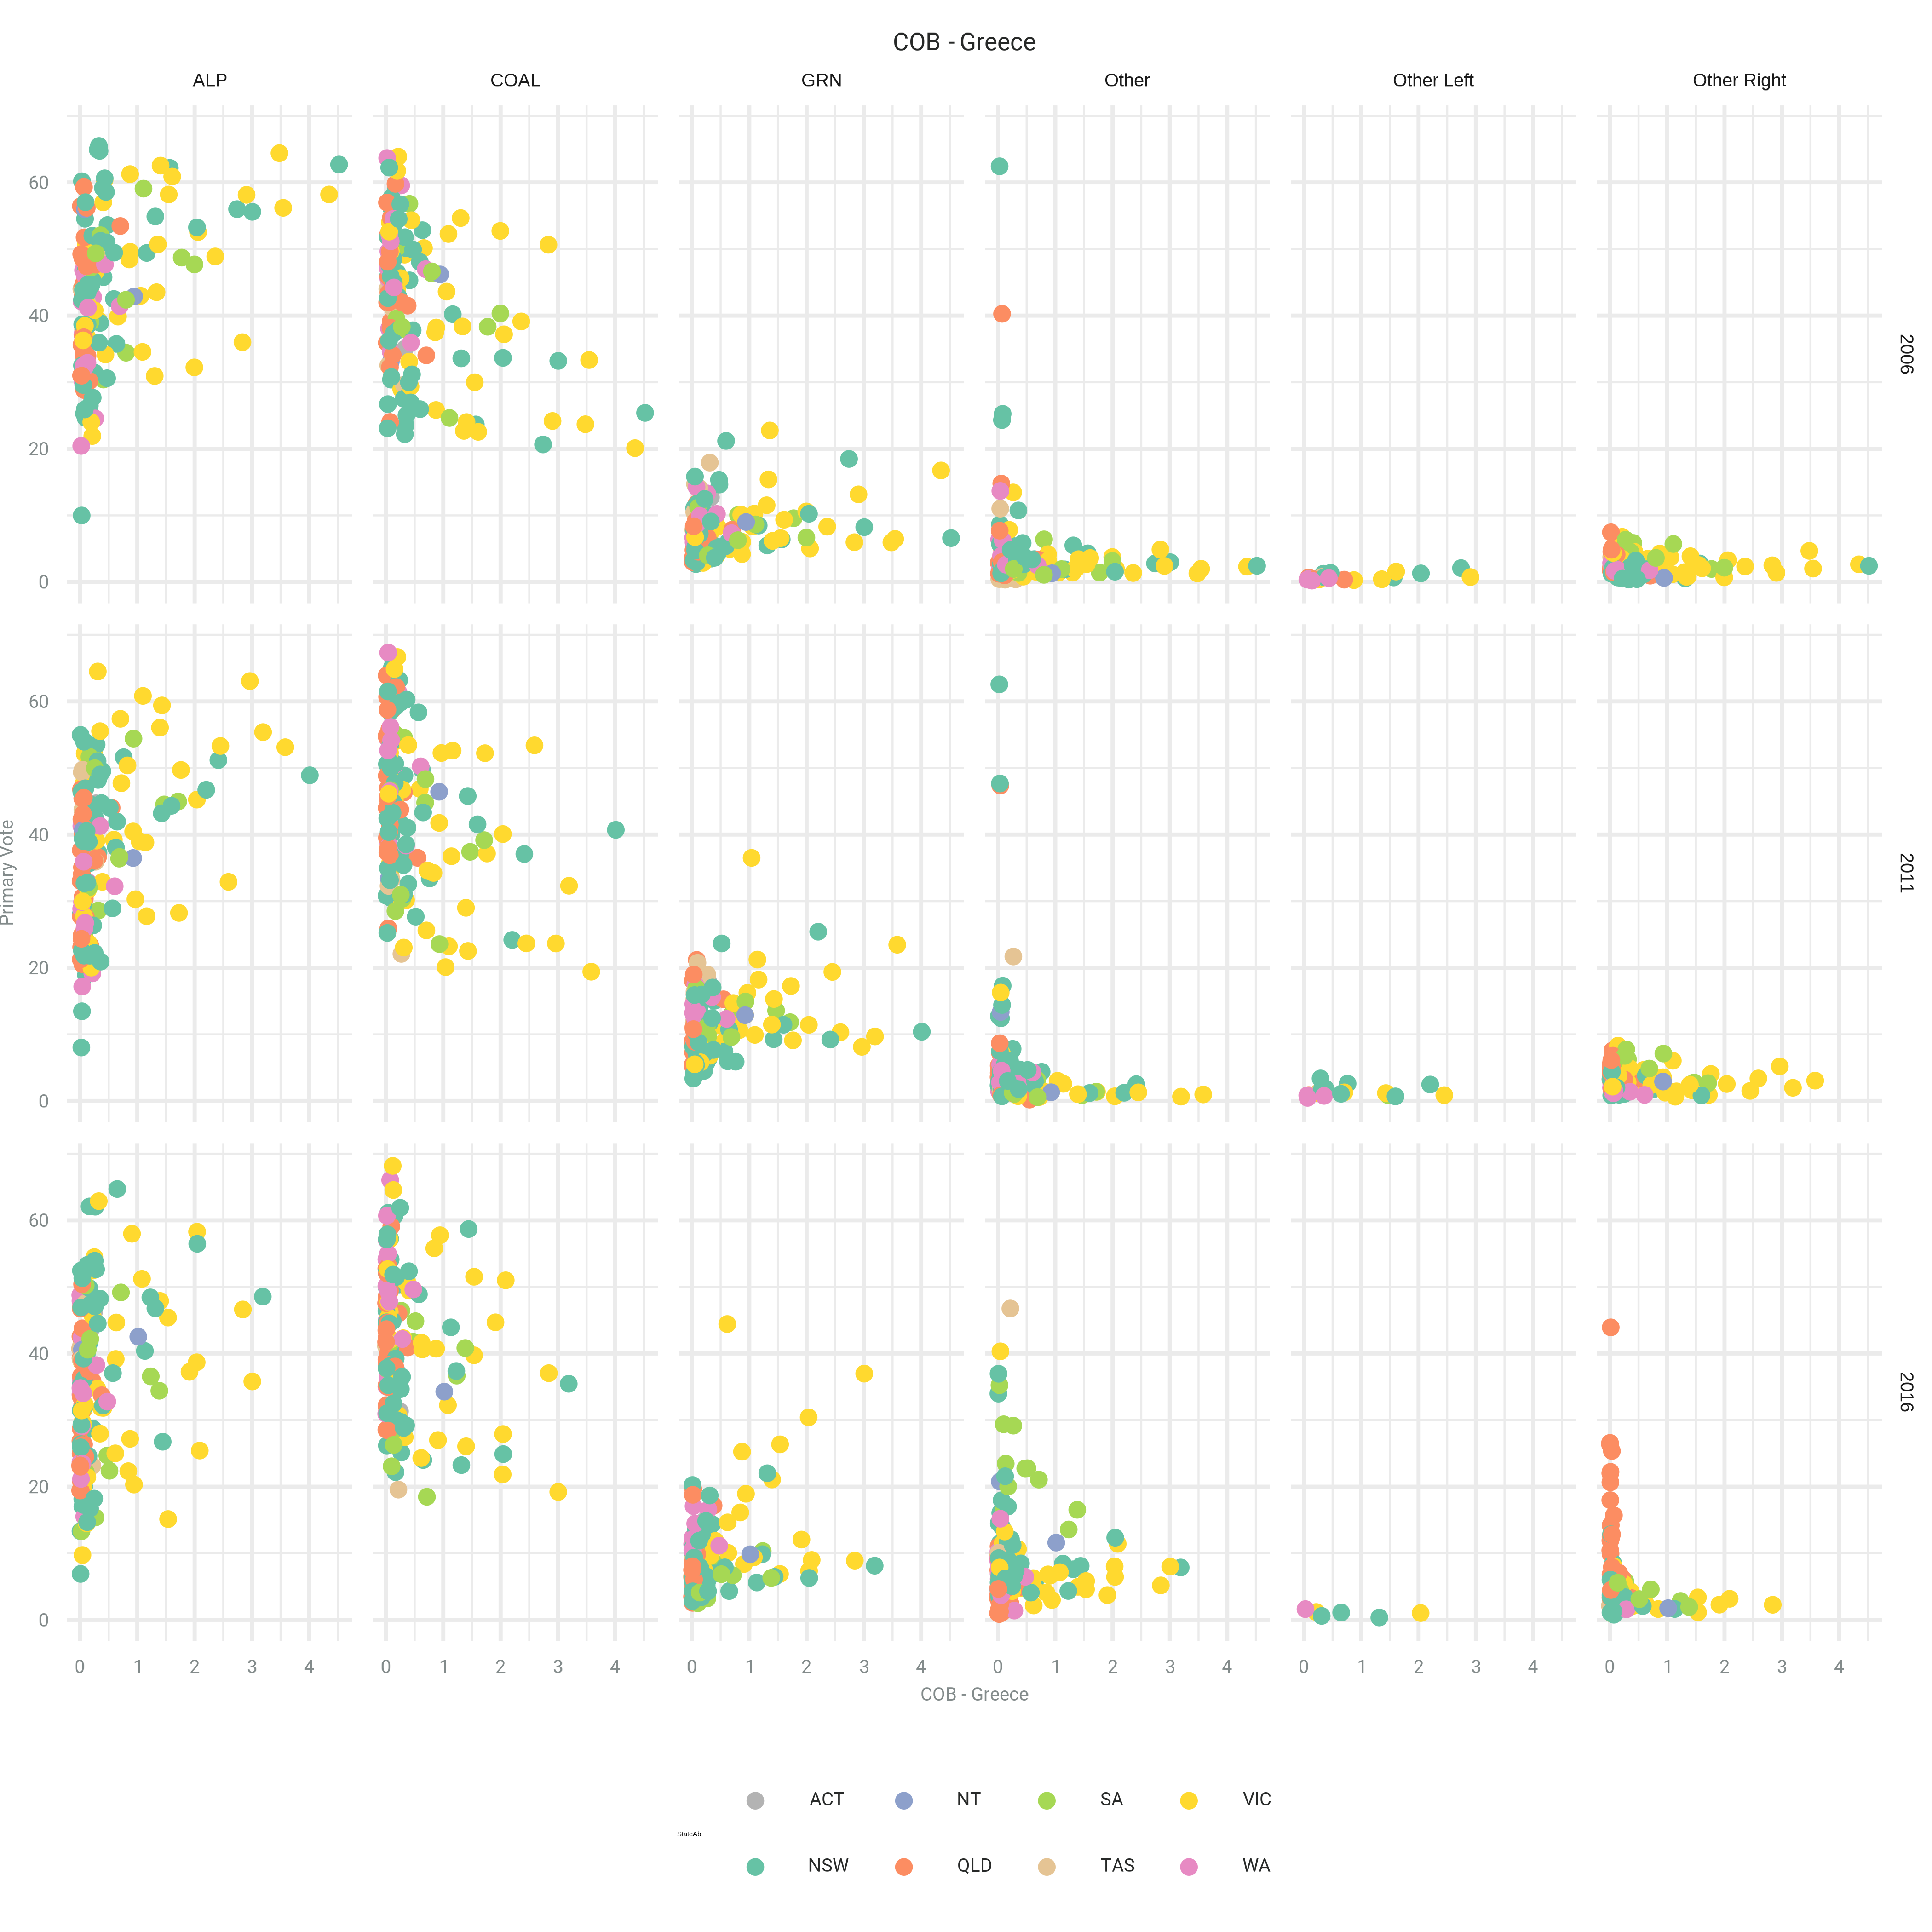 COB - Greece
ALP COAL GRN Other Other Left Other Right
60
40
20
0
2006
60
40
20
0
2011
Primary Vote
60
40
20
0
2016
0 1 2 3 4 0 1 2 3 4 0 1 2 3 4 0 1 2 3 4 0 1 2 3 4 0 1 2 3 4
COB - Greece
ACT NT SA VIC
StateAb
NSW QLD TAS WA